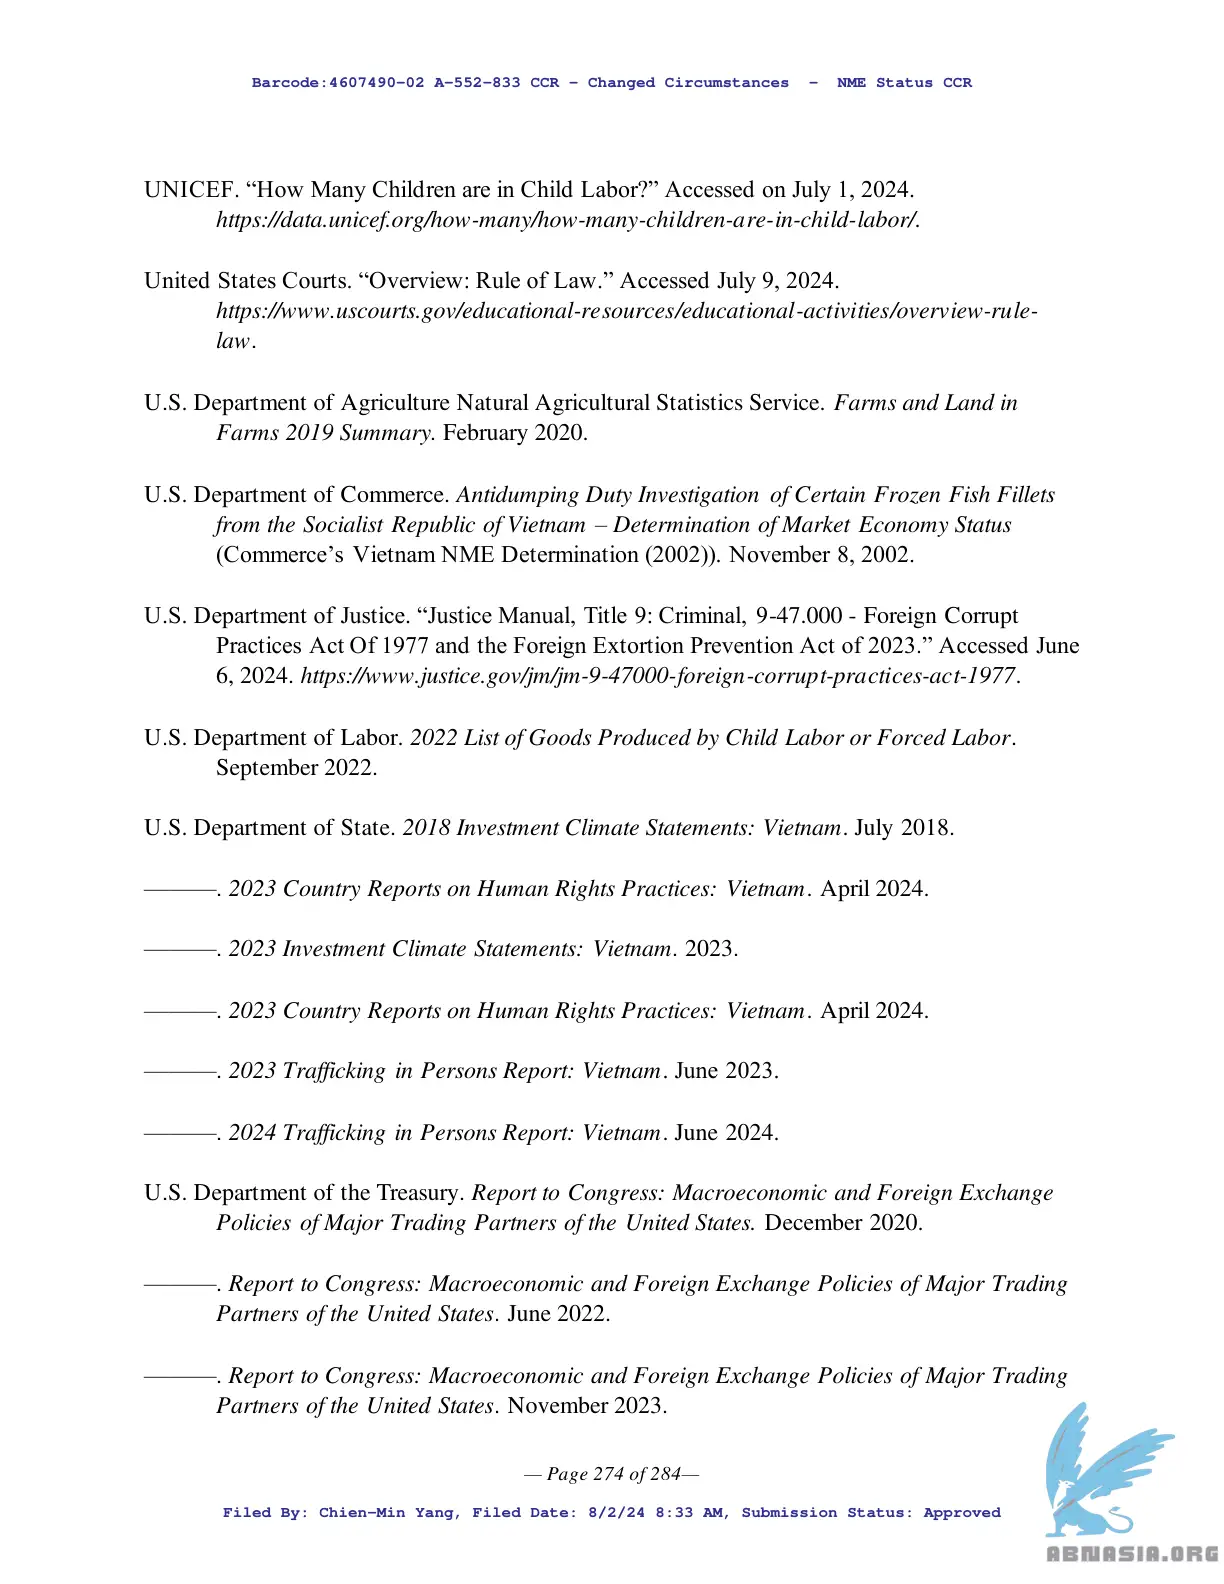 Barcode:4607490-02 A-552-833 CCR - Changed Circumstances - NME Status CCR
UNICEF. “How Many Children are in Child Labor?” Accessed on July 1, 2024.
https://data.unicef.org/how-many/how-many-children-are-in-child-labor/.
United States Courts. “Overview: Rule of Law.” Accessed July 9, 2024.
https://www.uscourts.gov/educational-resources/educational-activities/overview-rule-
law.
U.S. Department of Agriculture Natural Agricultural Statistics Service. Farms and Land in
Farms 2019 Summary. February 2020.
U.S. Department of Commerce. Antidumping Duty Investigation of Certain Frozen Fish Fillets
from the Socialist Republic of Vietnam – Determination of Market Economy Status
(Commerce’s Vietnam NME Determination (2002)). November 8, 2002.
U.S. Department of Justice. “Justice Manual, Title 9: Criminal, 9-47.000 - Foreign Corrupt
Practices Act Of 1977 and the Foreign Extortion Prevention Act of 2023.” Accessed June
6, 2024. https://www.justice.gov/jm/jm-9-47000-foreign-corrupt-practices-act-1977.
U.S. Department of Labor. 2022 List of Goods Produced by Child Labor or Forced Labor.
September 2022.
U.S. Department of State. 2018 Investment Climate Statements: Vietnam. July 2018.
———. 2023 Country Reports on Human Rights Practices: Vietnam. April 2024.
———. 2023 Investment Climate Statements: Vietnam. 2023.
———. 2023 Country Reports on Human Rights Practices: Vietnam. April 2024.
———. 2023 Trafficking in Persons Report: Vietnam. June 2023.
———. 2024 Trafficking in Persons Report: Vietnam. June 2024.
U.S. Department of the Treasury. Report to Congress: Macroeconomic and Foreign Exchange
Policies of Major Trading Partners of the United States. December 2020.
———. Report to Congress: Macroeconomic and Foreign Exchange Policies of Major Trading
Partners of the United States. June 2022.
———. Report to Congress: Macroeconomic and Foreign Exchange Policies of Major Trading
Partners of the United States. November 2023.
— Page 274 of 284—
Filed By: Chien-Min Yang, Filed Date: 8/2/24 8:33 AM, Submission Status: Approved
ABNASIA.ORG